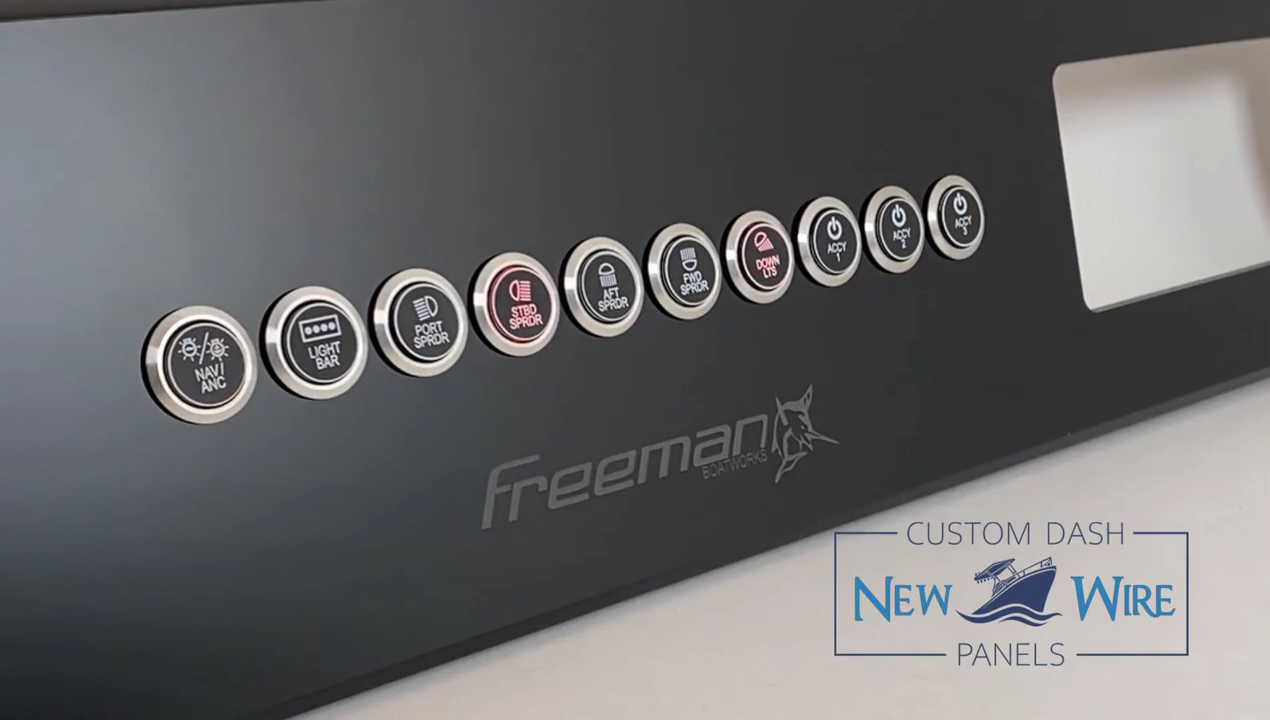 NAV/
ANC
LIGHT
BAR
PORT
SPRDR
STBD
SPRDR
AFT
SPRDR
FWD
SPRDR
DOWN
LTS
ACCY
1
ACCY
2
ACCY
3
freeman
BOATWORKS
CUSTOM DASH
NEW WIRE
PANELS